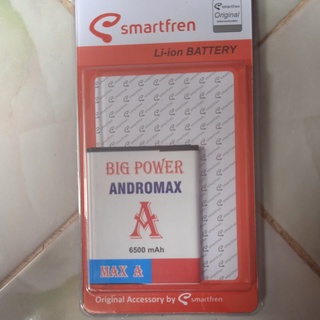 smartfren
Original
Li-ion BATTERY
BIG POWER
ANDROMAX
A
6500 mAh
MAX A
Original Accessory by smartfren